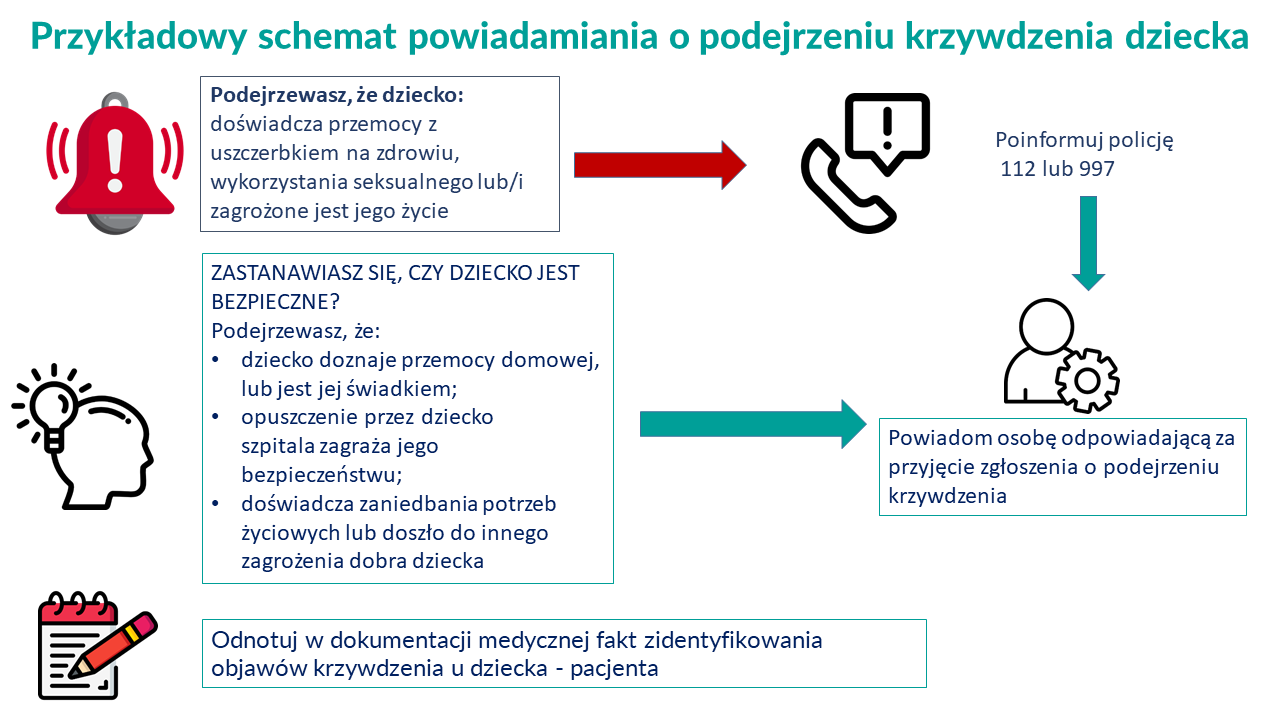 Przykładowy schemat powiadamiania o podejrzeniu krzywdzenia dziecka
Podejrzewasz, że dziecko:
doświadcza przemocy z
uszczerbkiem na zdrowiu,
wykorzystania seksualnego lub/i
zagrożone jest jego życie
Poinformuj policję
112 lub 997
ZASTANAWIASZ SIĘ, CZY DZIECKO JEST
BEZPIECZNE?
Podejrzewasz, że:
• dziecko doznaje przemocy domowej,
lub jest jej świadkiem;
• opuszczenie przez dziecko
szpitala zagraża jego
bezpieczeństwu;
• doświadcza zaniedbania potrzeb
życiowych lub doszło do innego
zagrożenia dobra dziecka
Powiadom osobę odpowiadającą za
przyjęcie zgłoszenia o podejrzeniu
krzywdzenia
Odnotuj w dokumentacji medycznej fakt zidentyfikowania
objawów krzywdzenia u dziecka - pacjenta